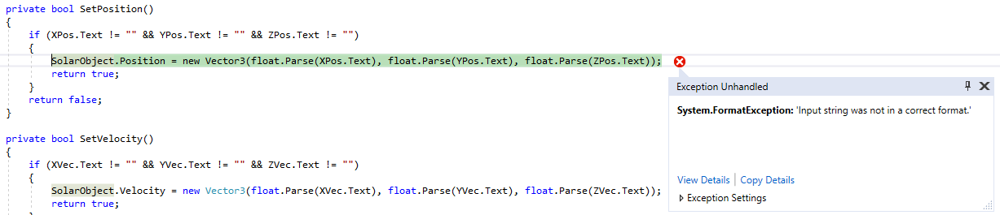 private bool SetPosition()
{
if (XPos.Text != "" && YPos.Text != "" && ZPos.Text != "")
{
SolarObject.Position = new Vector3(float.Parse(XPos.Text), float.Parse(YPos.Text), float.Parse(ZPos.Text));
return true;
}
return false;
}
private bool SetVelocity()
{
if (XVec.Text != "" && YVec.Text != "" && ZVec.Text != "")
{
SolarObject.Velocity = new Vector3(float.Parse(XVec.Text), float.Parse(YVec.Text), float.Parse(ZVec.Text));
return true;
}
Exception Unhandled
System.FormatException: 'Input string was not in a correct format.'
View Details | Copy Details
Exception Settings